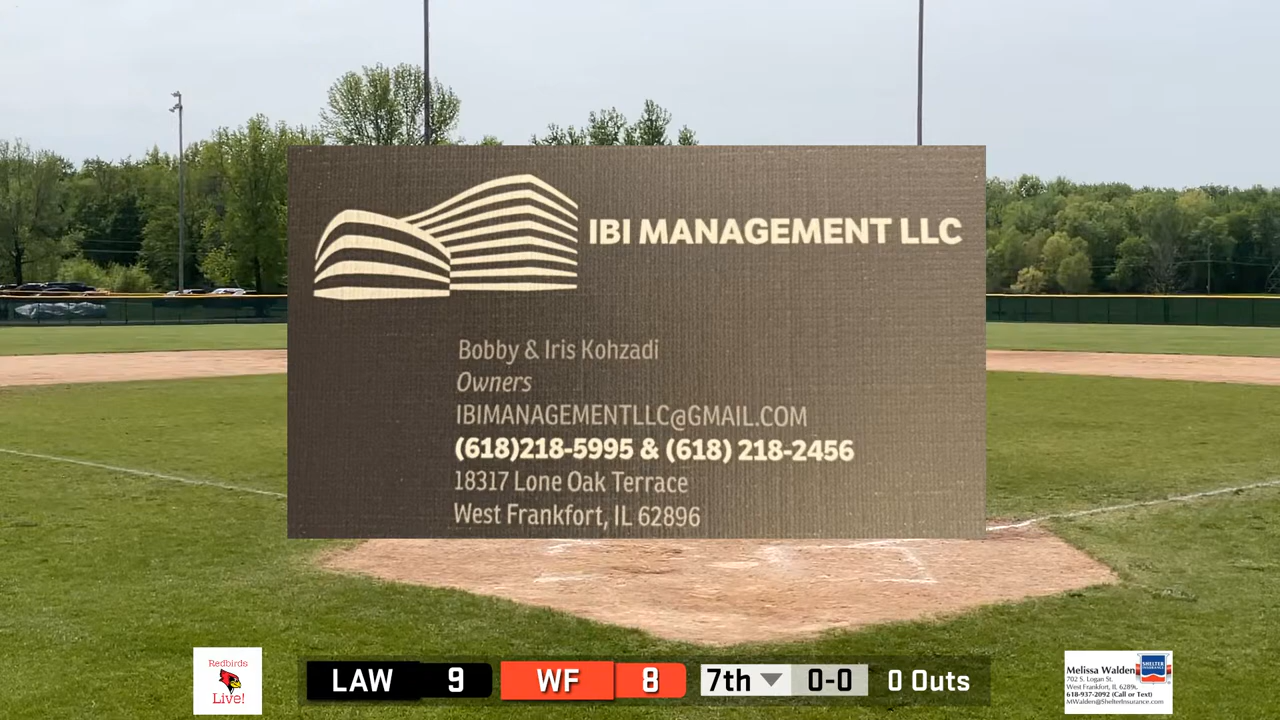 IBI MANAGEMENT LLC
Bobby & Iris Kohzadi
Owners
IBIMANAGEMENTLLC@GMAIL.COM
(618)218-5995 & (618) 218-2456
18317 Lone Oak Terrace
West Frankfort, IL 62896
Redbirds
Live!
LAW 9 WF 8 7th 0-0 0 Outs
Melissa Walden
SHELTER
INSURANCE
702 S. Logan St.
West Frankfort, IL
618-937-2092 (Call or Text)
MWalden@ShelterInsurance.com